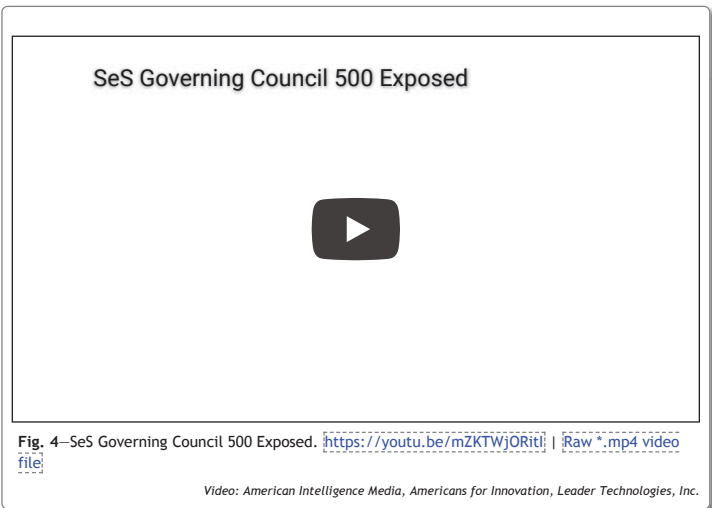 SeS Governing Council 500 Exposed
Fig. 4—SeS Governing Council 500 Exposed. https://youtu.be/mZKTWjORitI | Raw *.mp4 video
file
Video: American Intelligence Media, Americans for Innovation, Leader Technologies, Inc.